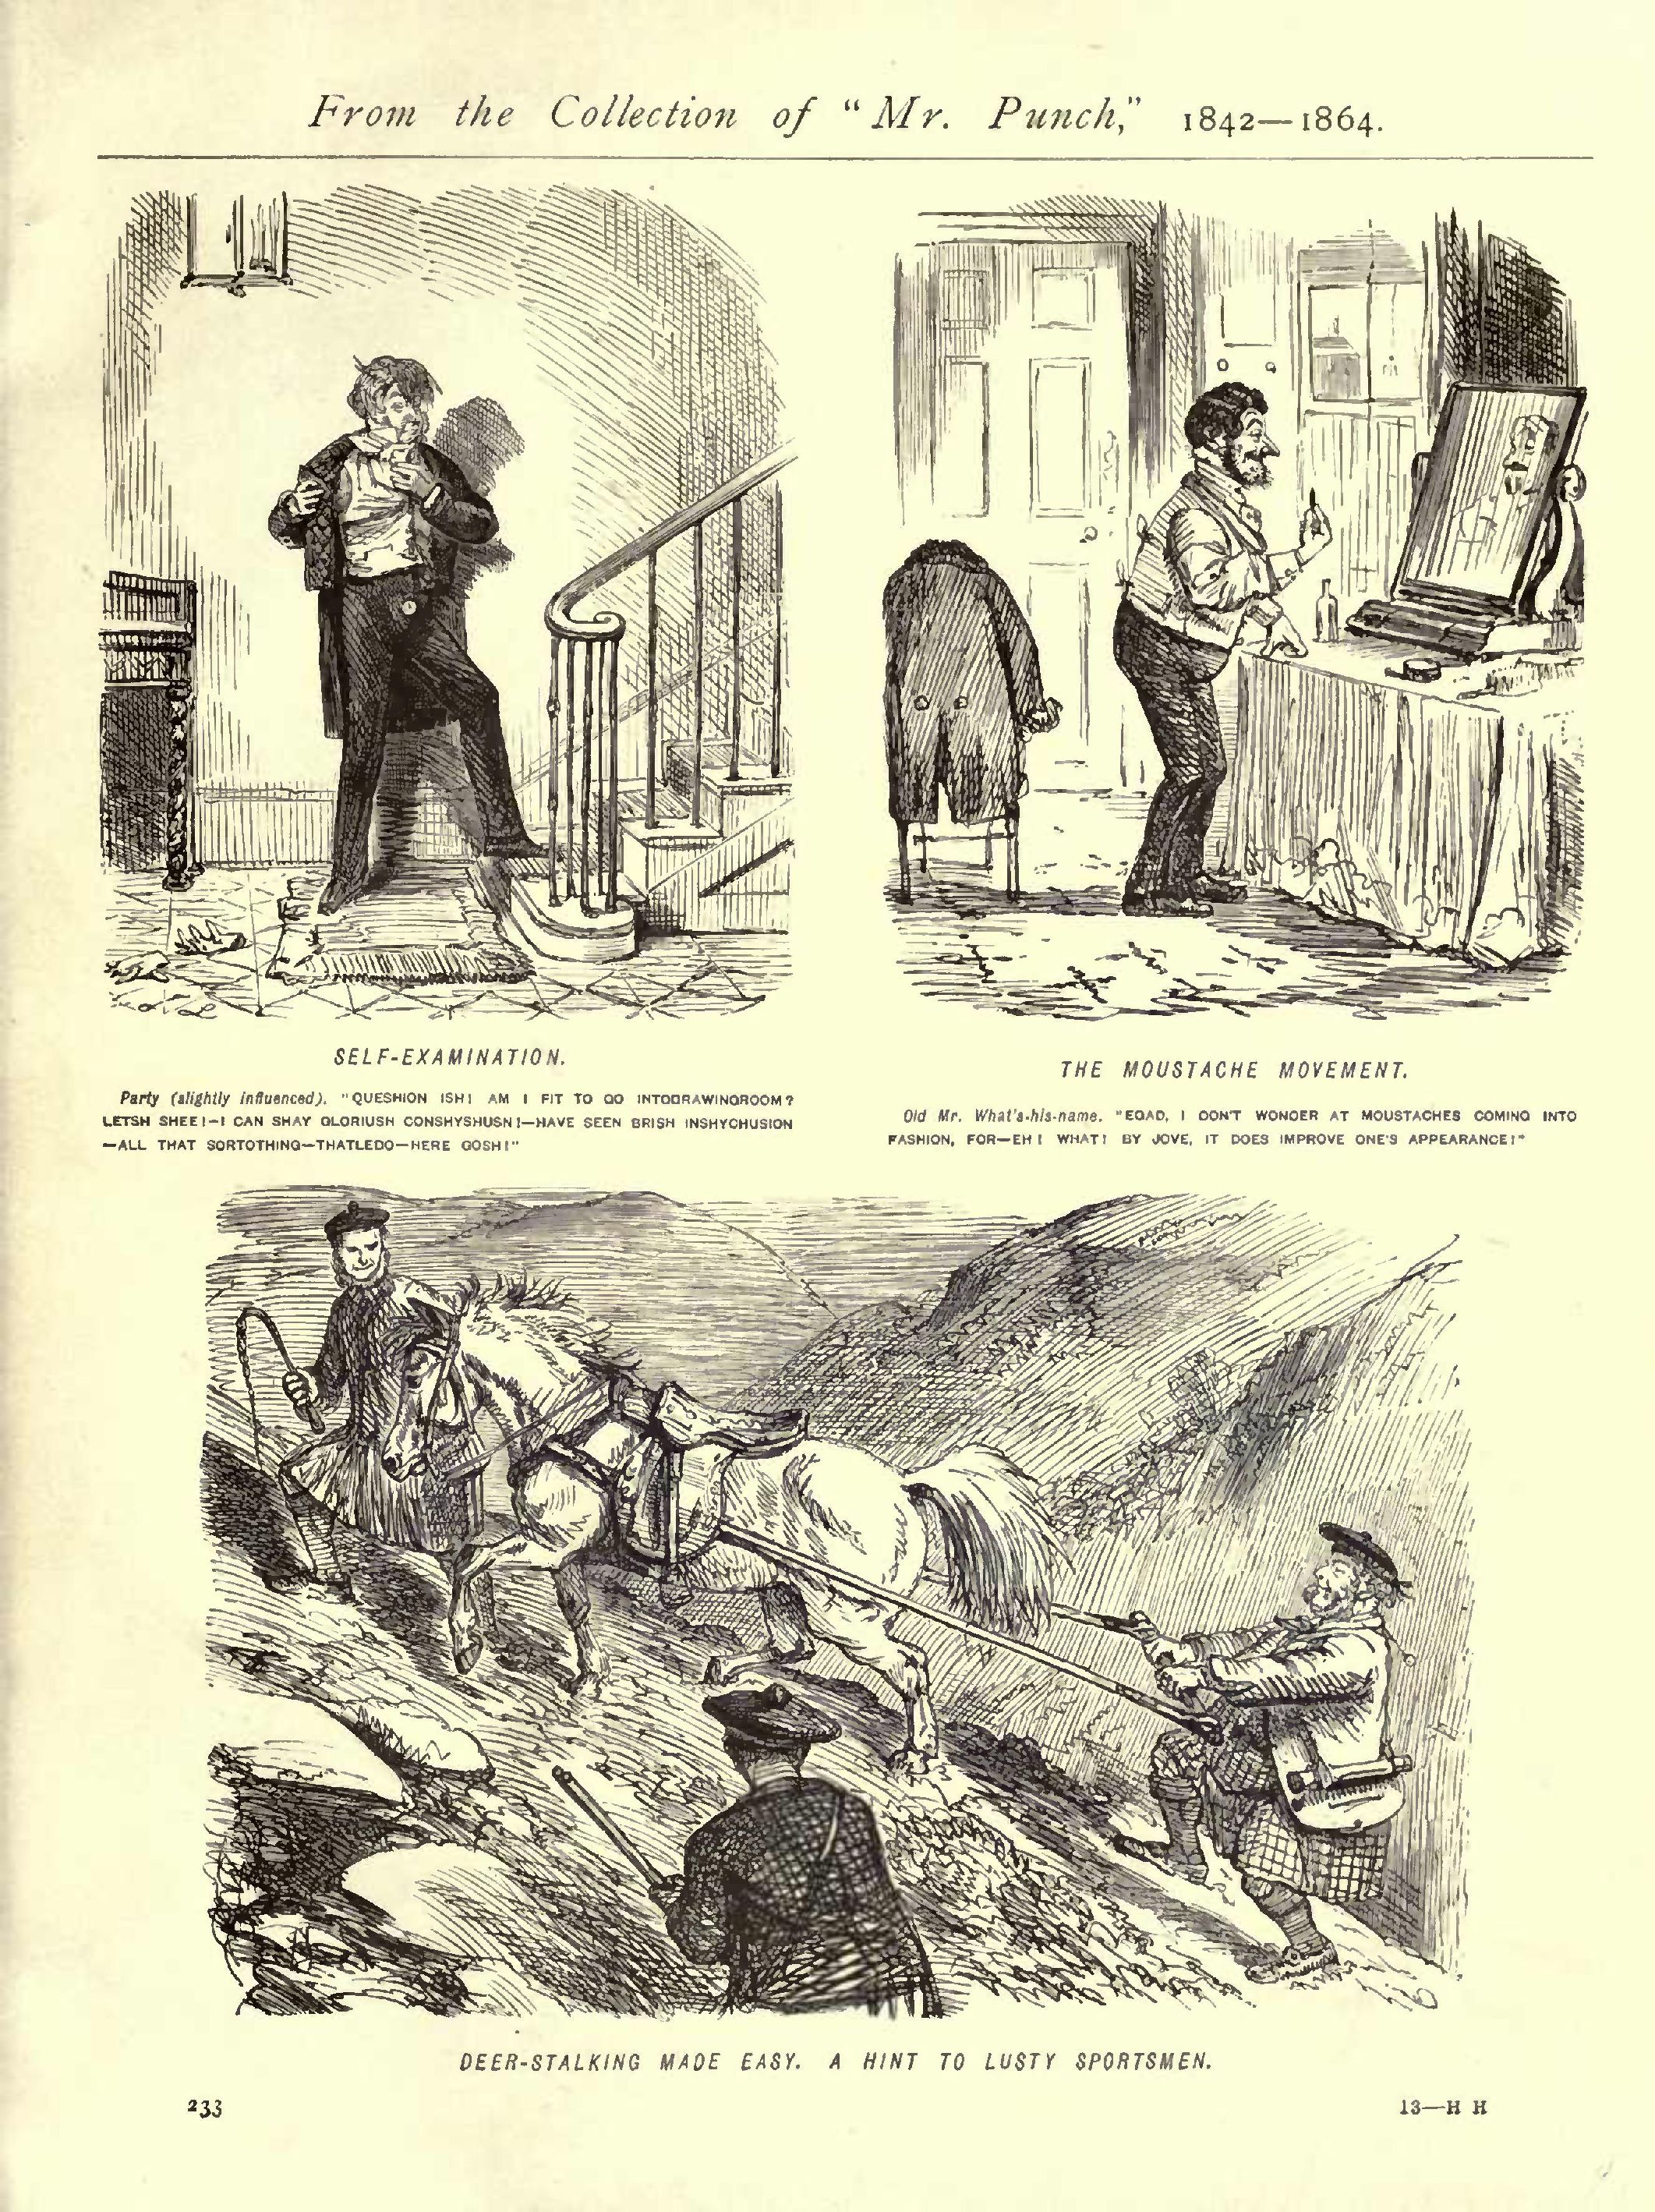 From the Collection of “Mr. Punch,” 1842—1864.
SELF-EXAMINATION.
Party (slightly influenced). "QUESHION ISH! AM I FIT TO GO INTODRAWINGROOM?
LETSH SHEE!—I CAN SHAY GLORIUSH CONSHYSHUSN!—HAVE SEEN BRISH INSHYCHUSION
—ALL THAT SORTOTHING—THATLEDO—HERE GOSH!"
THE MOUSTACHE MOVEMENT.
Old Mr. What's-his-name. "EGAD, I DON'T WONDER AT MOUSTACHES COMING INTO
FASHION, FOR—EH! WHAT! BY JOVE, IT DOES IMPROVE ONE'S APPEARANCE!"
DEER-STALKING MADE EASY. A HINT TO LUSTY SPORTSMEN.
233
13—H H